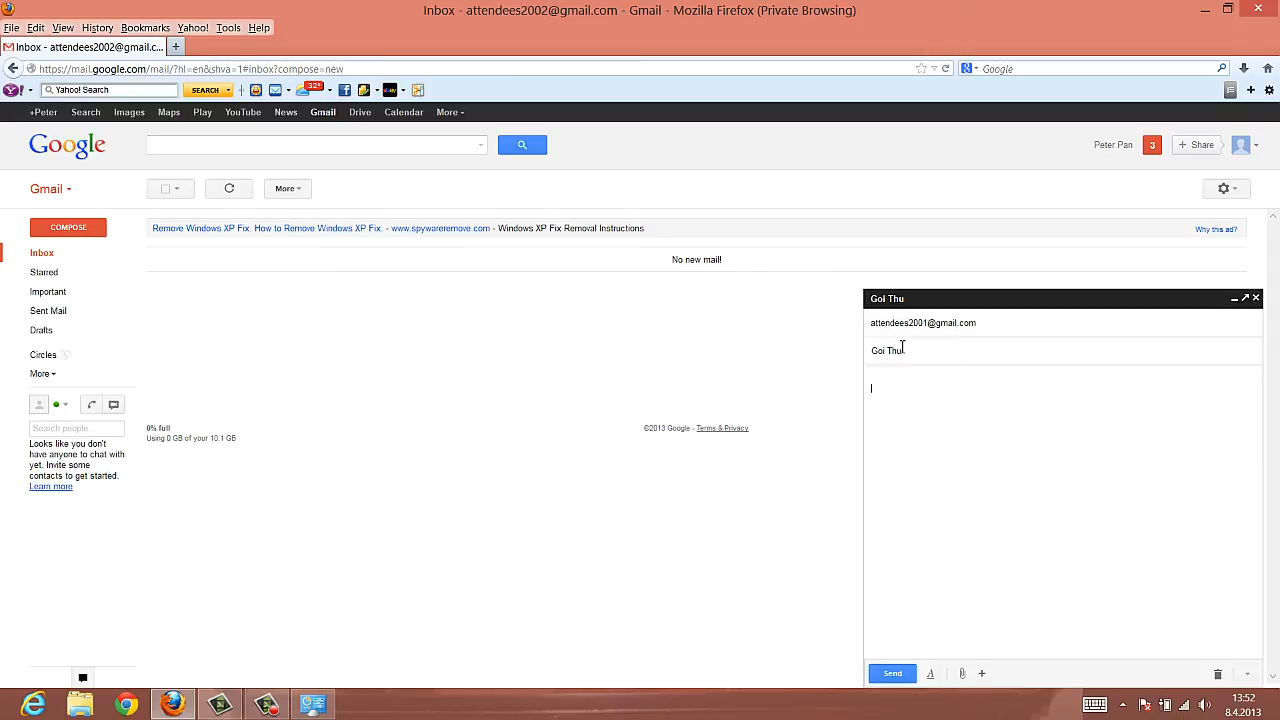 Inbox - attendees2002@gmail.com - Gmail - Mozilla Firefox (Private Browsing)
File Edit View History Bookmarks Yahoo! Tools Help
Inbox - attendees2002@gmail.c...
https://mail.google.com/mail/?hl=en&shva=1#inbox?compose=new
Google
Yahoo! Search
SEARCH
32°
+Peter Search Images Maps Play YouTube News Gmail Drive Calendar More
Google
Peter Pan
3
+ Share
Gmail
More
COMPOSE
Remove Windows XP Fix. How to Remove Windows XP Fix. - www.spywareremove.com - Windows XP Fix Removal Instructions
Why this ad?
No new mail!
Inbox
Starred
Important
Sent Mail
Drafts
Circles
More
Search people...
Looks like you don't
have anyone to chat with
yet. Invite some
contacts to get started.
Learn more
0% full
Using 0 GB of your 10.1 GB
©2013 Google - Terms & Privacy
Goi Thu
attendees2001@gmail.com
Goi Thu
Send
13:52
8.4.2013